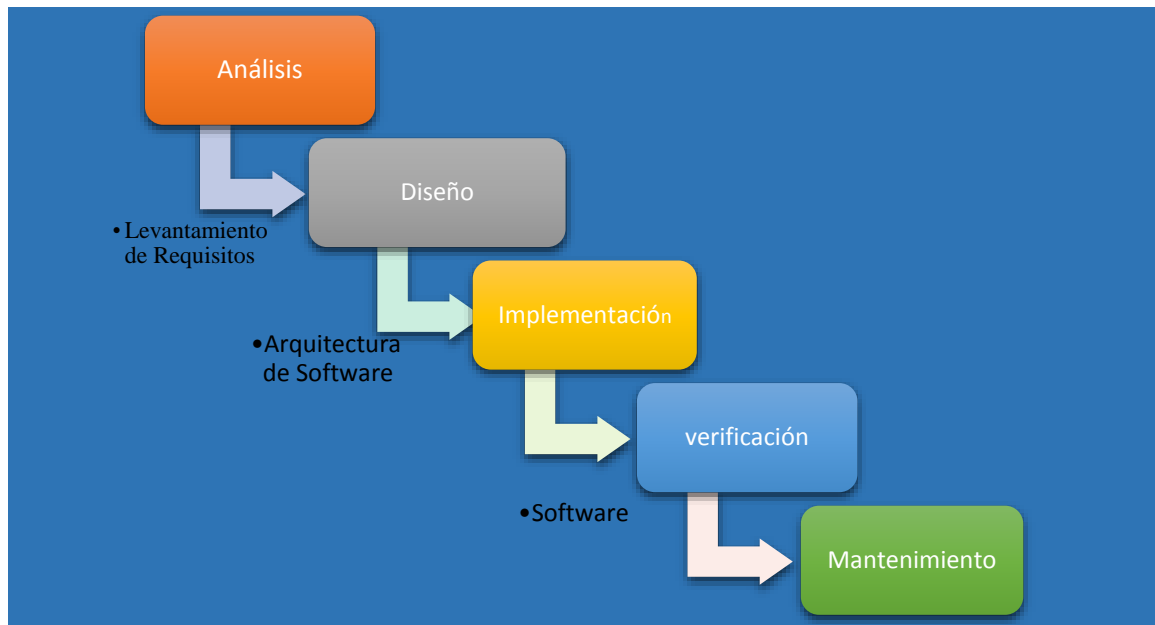 Análisis
Diseño
•Levantamiento
de Requisitos
Implementación
•Arquitectura
de Software
verificación
•Software
Mantenimiento